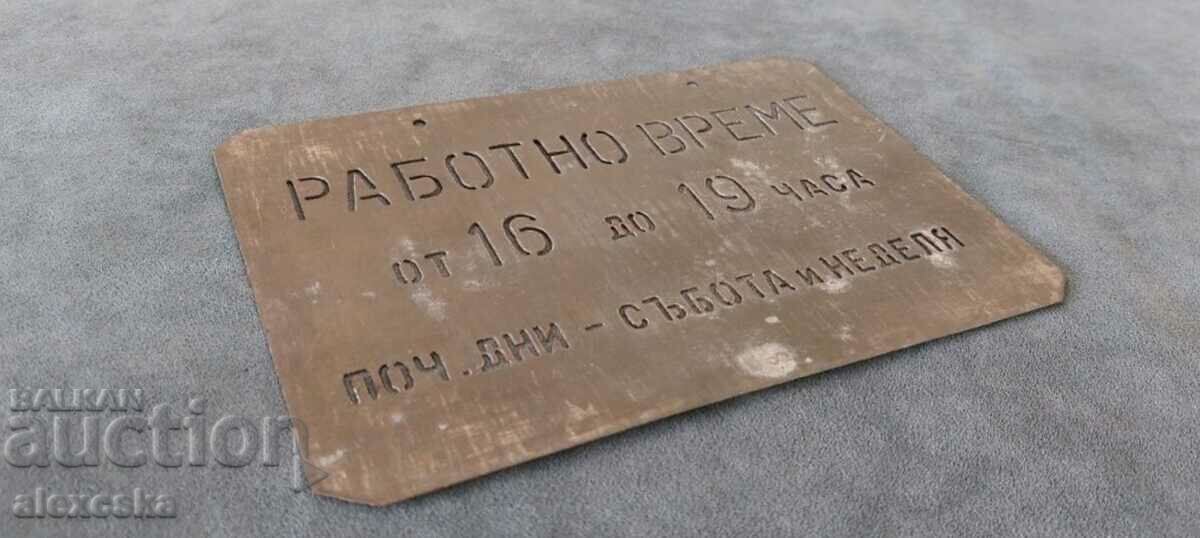 РАБОТНО ВРЕМЕ
ОТ 16 ДО 19 ЧАСА
ПОЧ. ДНИ - СЪБОТА И НЕДЕЛЯ
BALKAN
auction
alexcska